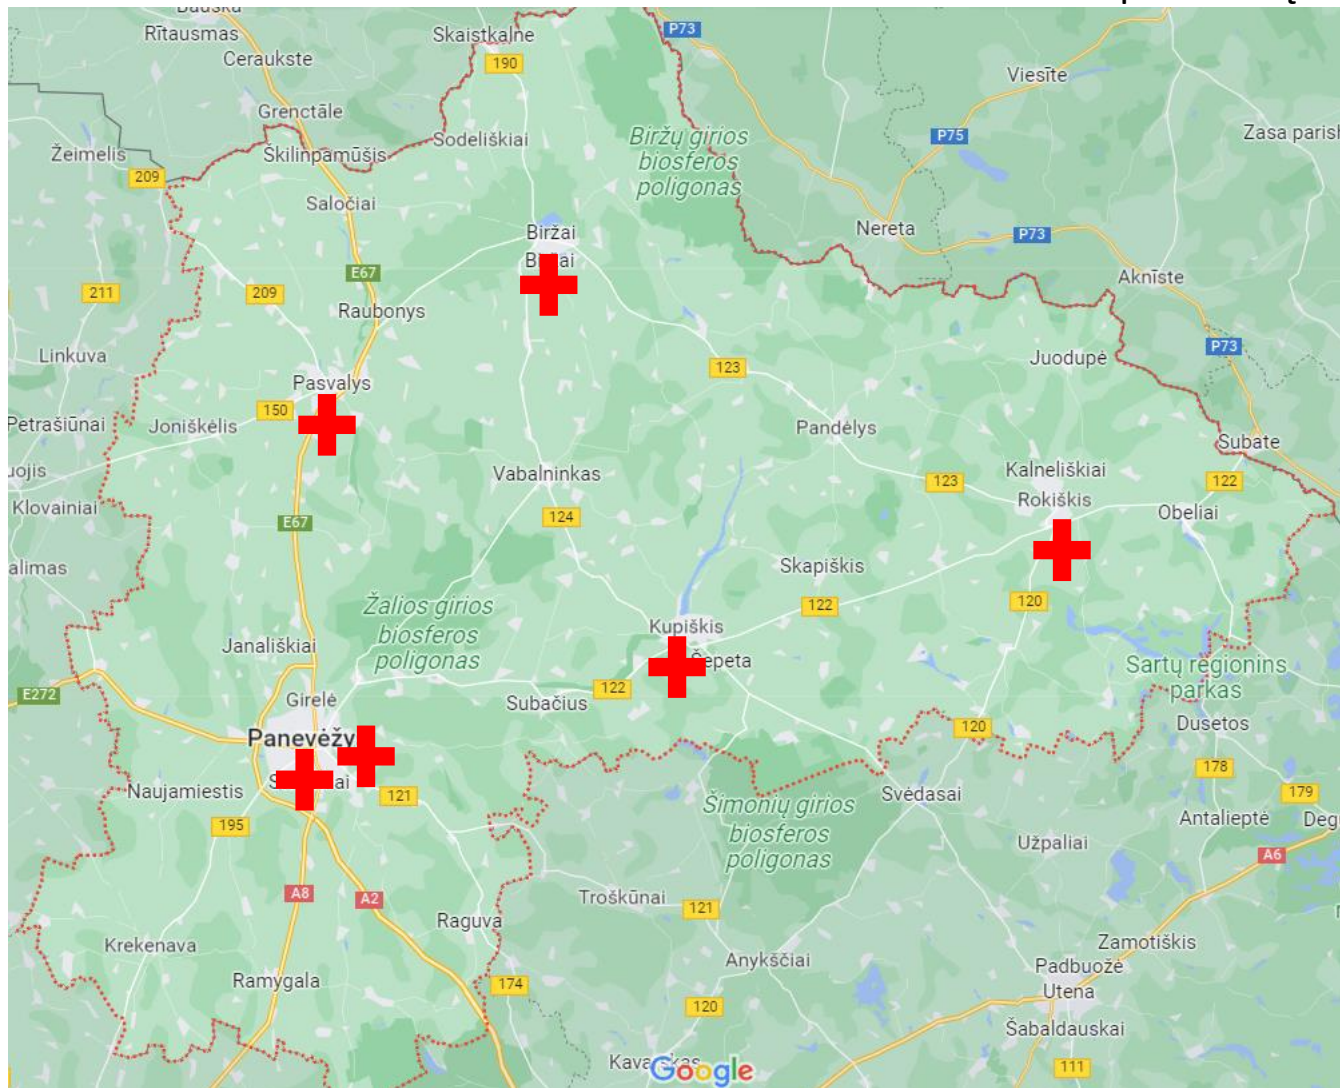 Rītausmas
Skaistkalne
P73
Ceraukste
190
Viesīte
Grenctāle
Žeimelis
Škilinpamūšis
Sodeliškiai
Biržų girios
biosferos
poligonas
P75
Zasa parish
209
Saločiai
Biržai
Nereta
P73
E67
Aknīste
211
209
Raubonys
Linkuva
P73
Juodupė
Pasvalys
123
150
Petrašiūnai
Joniškėlis
Pandėlys
Subate
Vabalninkas
Kalneliškiai
123
122
Klovainiai
Rokiškis
Obeliai
124
E67
Skapiškis
120
122
Žalios girios
biosferos
poligonas
Kupiškis
Janališkiai
Čepeta
Sartų regioninis
parkas
E272
Girelė
Subačius
122
Dusetos
120
Panevėžy
178
Naujamiestis
121
Svėdasai
179
Šimonių girios
biosferos
poligonas
Antalieptė
195
Užpaliai
A6
A8
A2
Troškūnai
121
Raguva
Krekenava
Zamotiškis
Anykščiai
Padbuožė
Ramygala
174
Utena
120
Šabaldauskai
111
Google